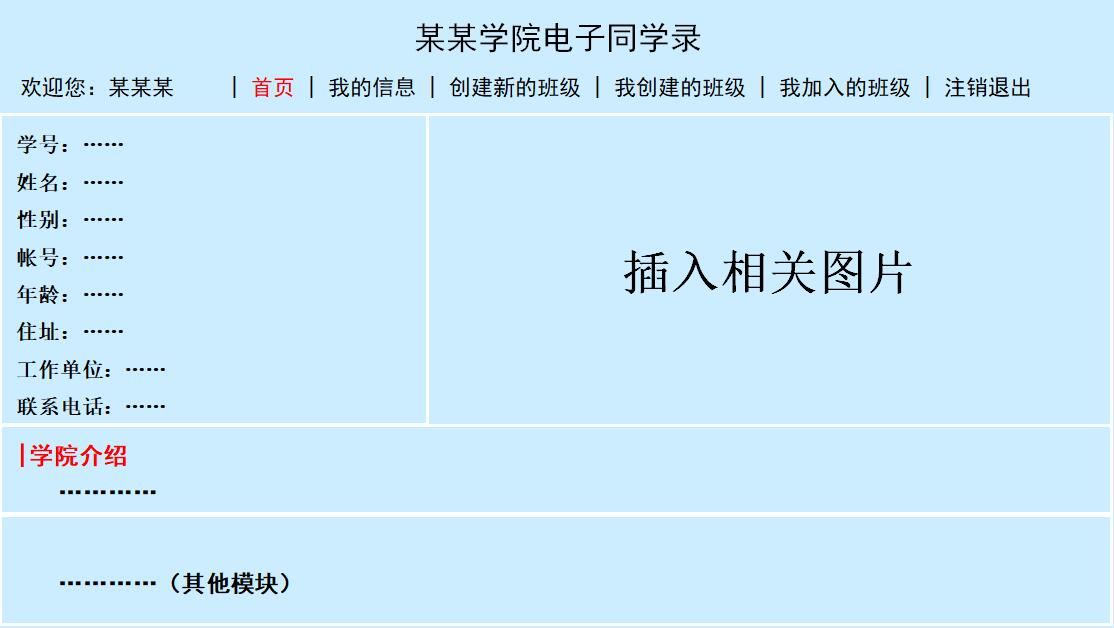 某某学院电子同学录
欢迎您：某某某 | 首页 | 我的信息 | 创建新的班级 | 我创建的班级 | 我加入的班级 | 注销退出
学号：……
姓名：……
性别：……
帐号：……
年龄：……
住址：……
工作单位：……
联系电话：……
插入相关图片
|学院介绍
…………
…………（其他模块）